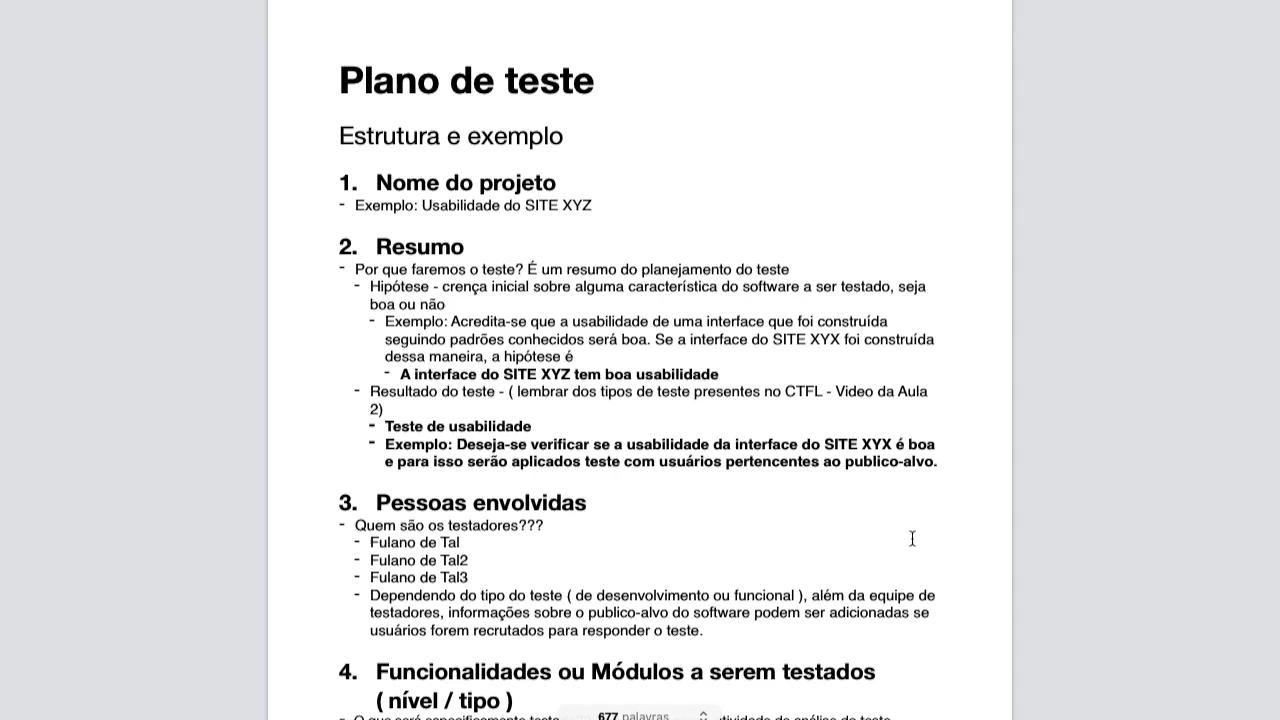 Plano de teste
Estrutura e exemplo
1. Nome do projeto
- Exemplo: Usabilidade do SITE XYZ
2. Resumo
- Por que faremos o teste? É um resumo do planejamento do teste
- Hipótese - crença inicial sobre alguma característica do software a ser testado, seja
boa ou não
- Exemplo: Acredita-se que a usabilidade de uma interface que foi construída
seguindo padrões conhecidos será boa. Se a interface do SITE XYX foi construída
dessa maneira, a hipótese é
- A interface do SITE XYZ tem boa usabilidade
- Resultado do teste - ( lembrar dos tipos de teste presentes no CTFL - Video da Aula
2)
- Teste de usabilidade
- Exemplo: Deseja-se verificar se a usabilidade da interface do SITE XYX é boa
e para isso serão aplicados teste com usuários pertencentes ao publico-alvo.
3. Pessoas envolvidas
- Quem são os testadores???
- Fulano de Tal
- Fulano de Tal2
- Fulano de Tal3
- Dependendo do tipo do teste ( de desenvolvimento ou funcional ), além da equipe de
testadores, informações sobre o publico-alvo do software podem ser adicionadas se
usuários forem recrutados para responder o teste.
4. Funcionalidades ou Módulos a serem testados
( nível / tipo )
677 palavras